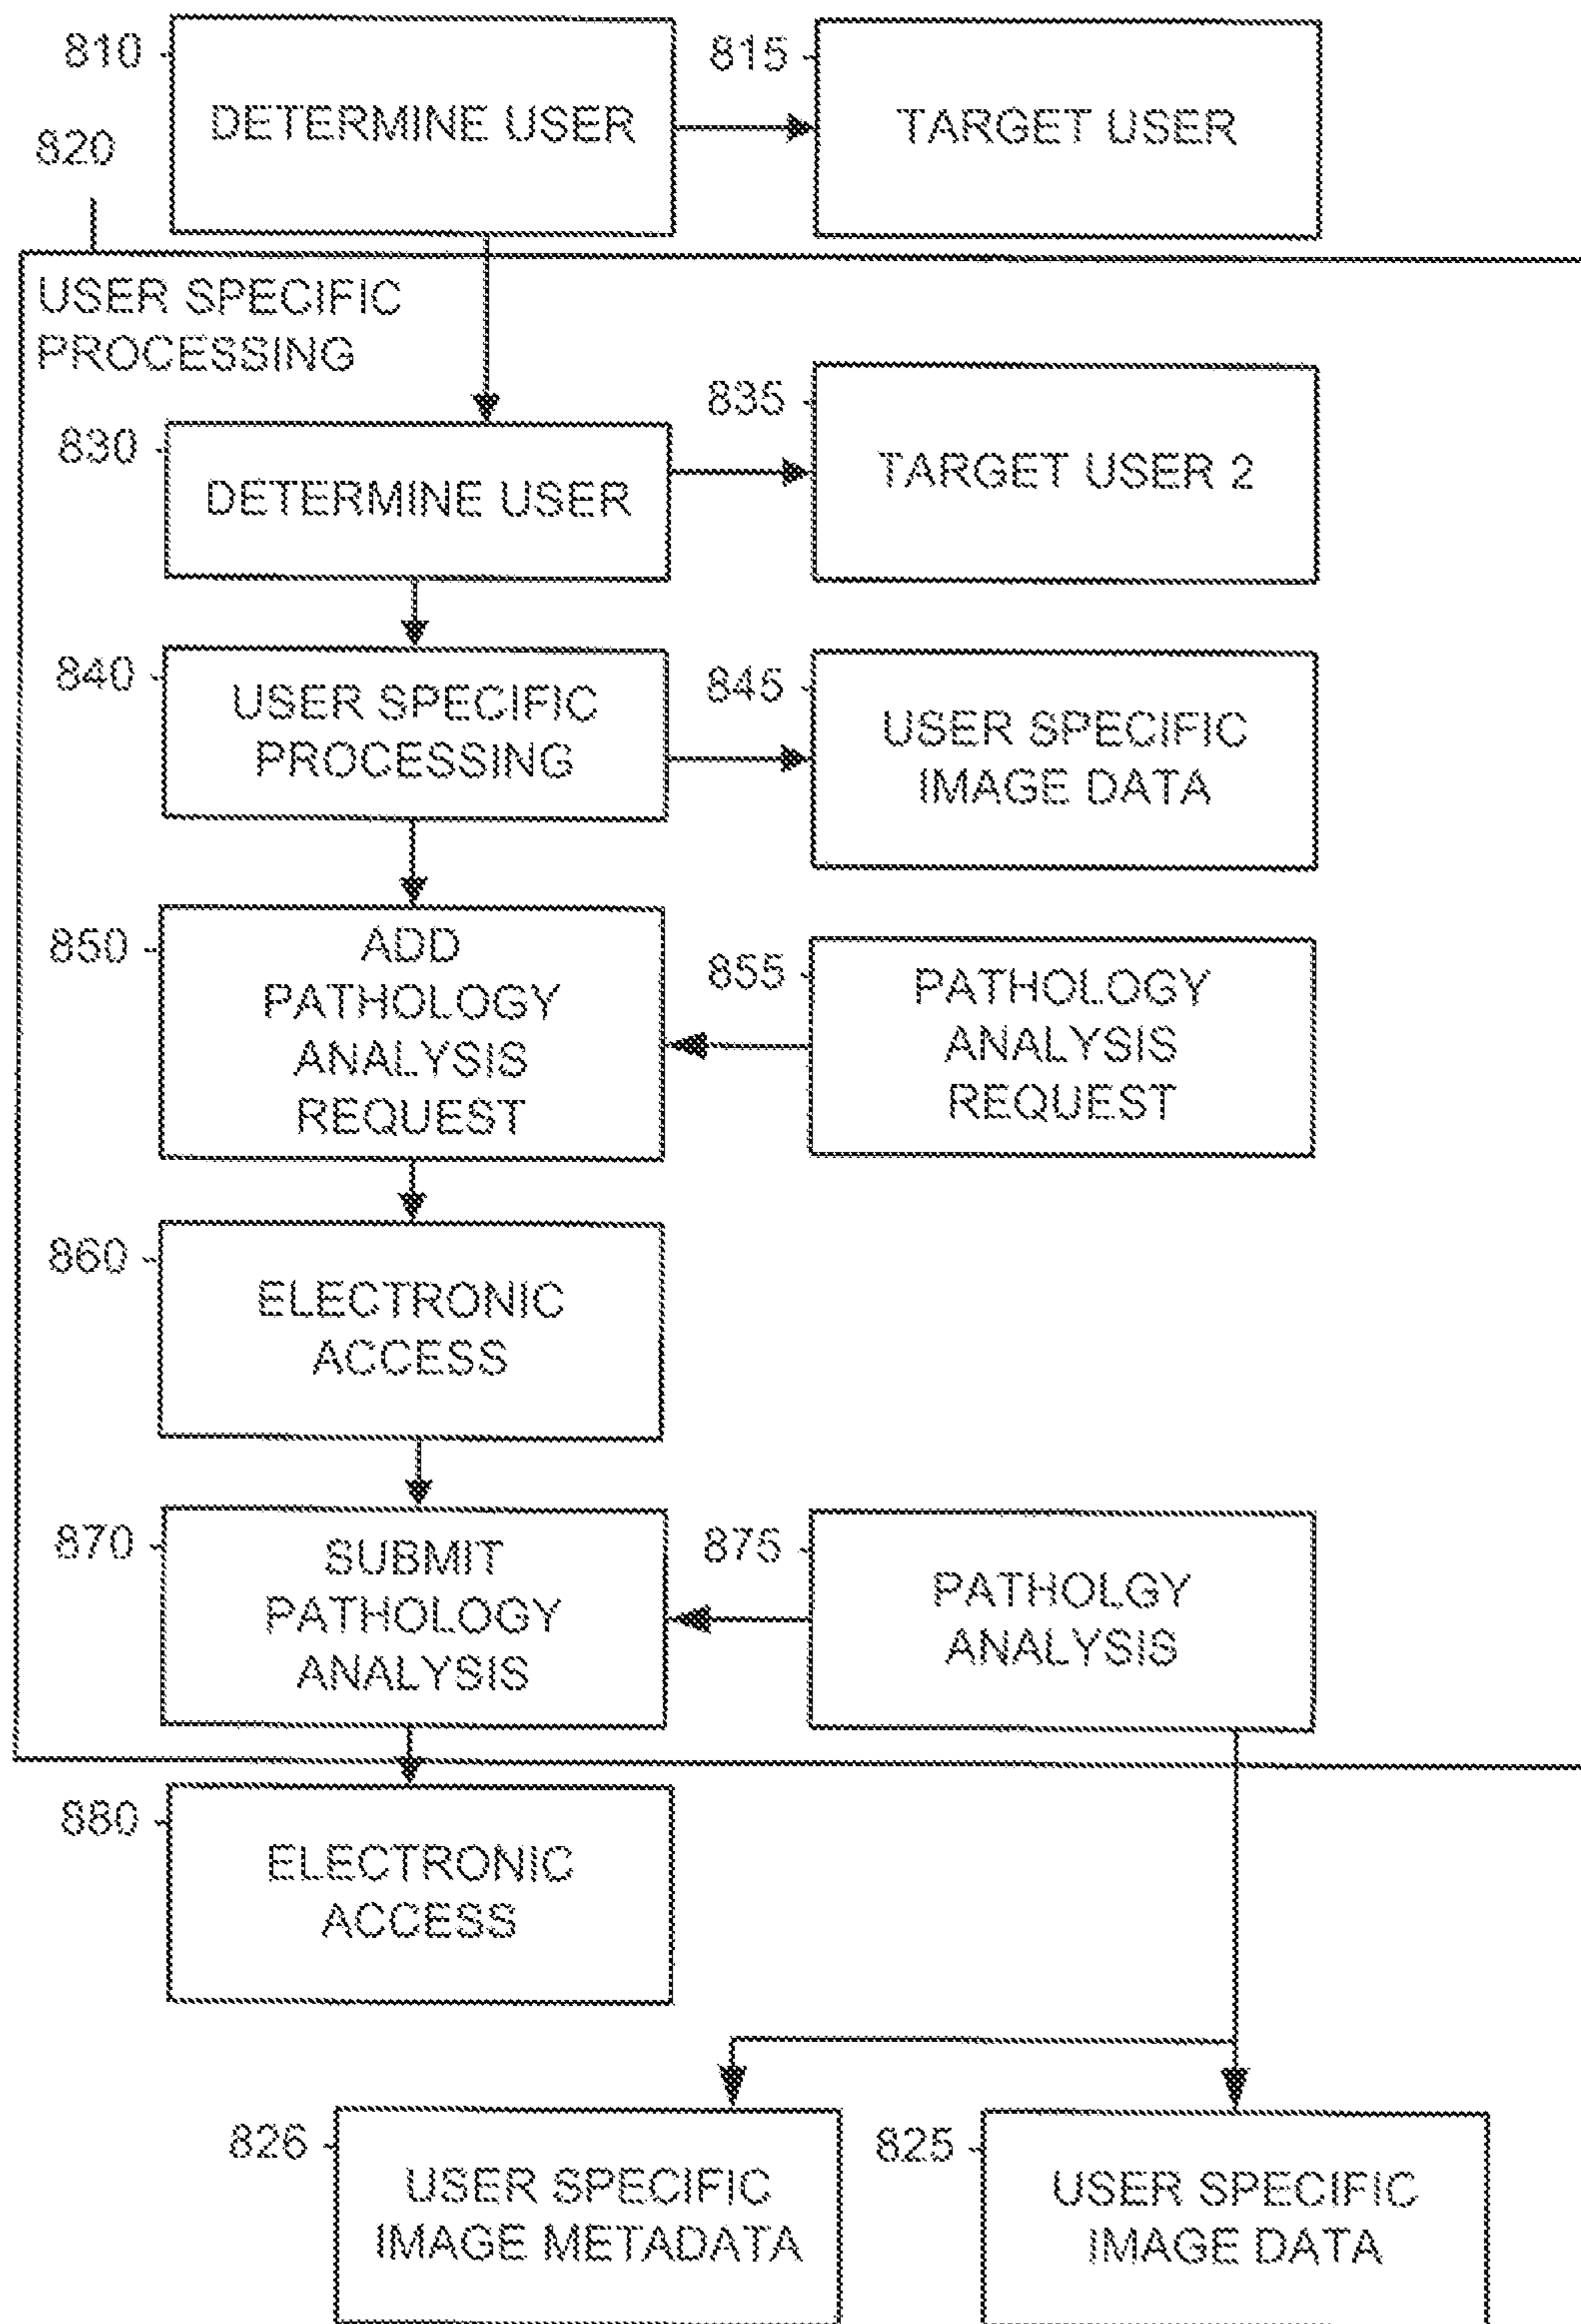 810
DETERMINE USER
815
TARGET USER
820
USER SPECIFIC
PROCESSING
830
DETERMINE USER
835
TARGET USER 2
840
USER SPECIFIC
PROCESSING
845
USER SPECIFIC
IMAGE DATA
850
ADD
PATHOLOGY
ANALYSIS
REQUEST
855
PATHOLOGY
ANALYSIS
REQUEST
860
ELECTRONIC
ACCESS
870
SUBMIT
PATHOLOGY
ANALYSIS
875
PATHOLGY
ANALYSIS
880
ELECTRONIC
ACCESS
826
USER SPECIFIC
IMAGE METADATA
825
USER SPECIFIC
IMAGE DATA